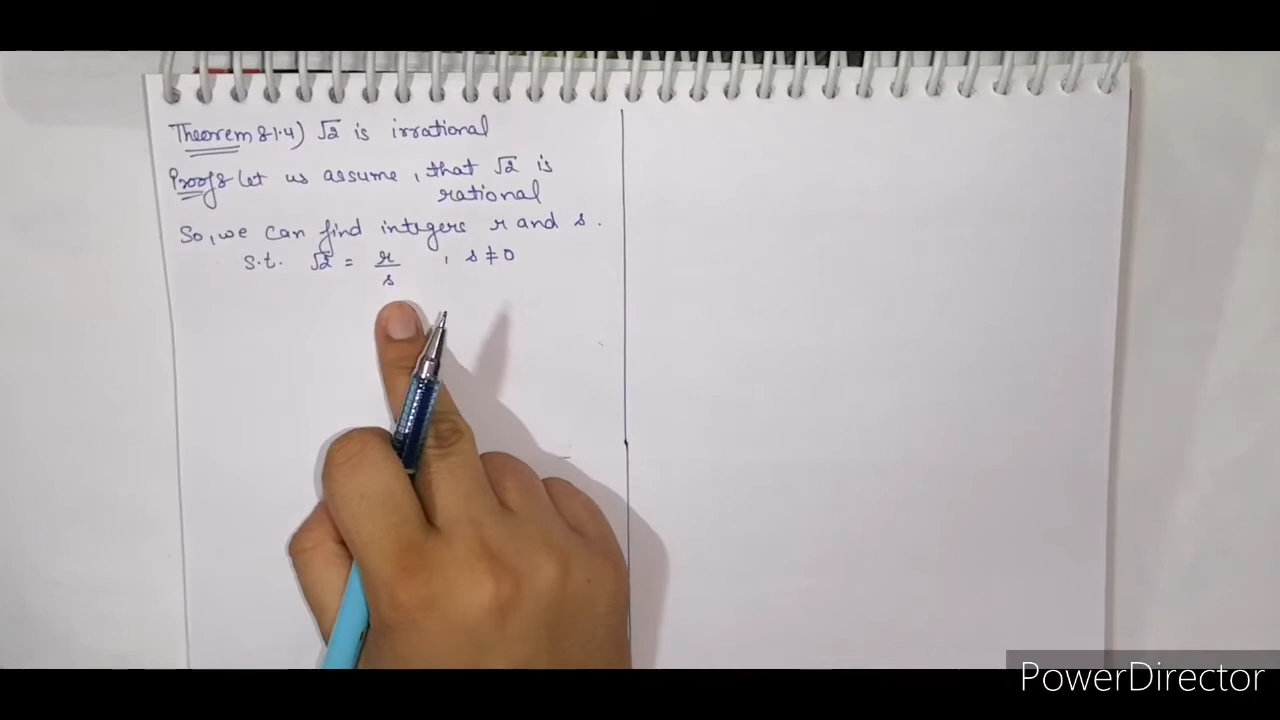 Theorem 1.4) √2 is irrational
Proof: Let us assume, that √2 is
rational
So, we can find integers r and s.
s.t. √2 = r/s , s ≠ 0
PowerDirector